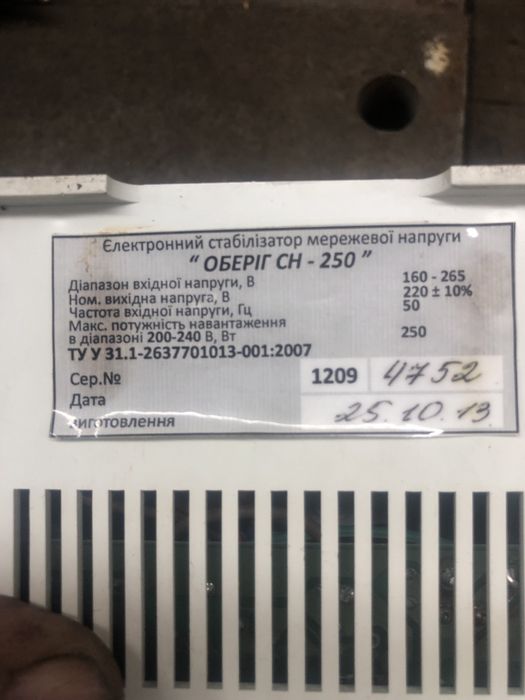 Єлектронний стабілізатор мережевої напруги
“ ОБЕРІГ СН - 250 ”
Діапазон вхідної напруги, В 160 - 265
Ном. вихідна напруга, В 220 ± 10%
Частота вхідної напруги, Гц 50
Макс. потужність навантаження
в діапазоні 200-240 В, Вт 250
ТУ У 31.1-2637701013-001:2007
Сер.№ 1209 4752
Дата 25.10.13
виготовлення